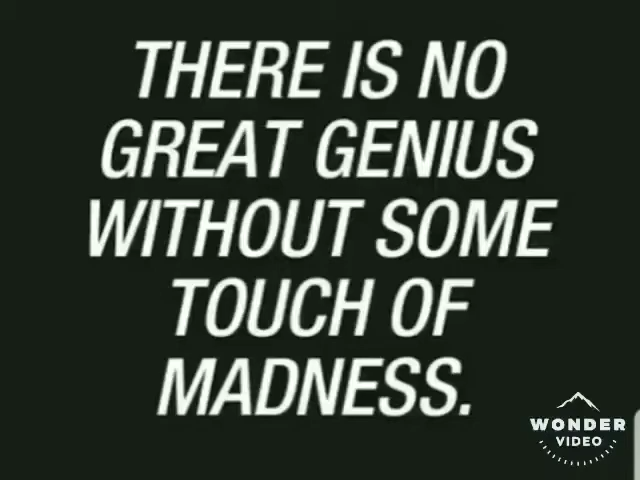 THERE IS NO
GREAT GENIUS
WITHOUT SOME
TOUCH OF
MADNESS.
WONDER
VIDEO